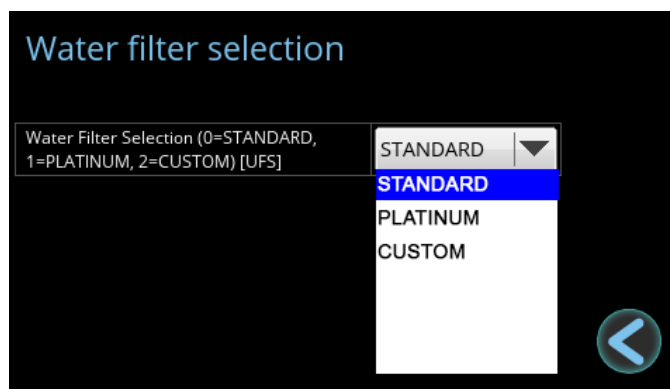 Water filter selection
Water Filter Selection (0=STANDARD,
1=PLATINUM, 2=CUSTOM) [UFS]
STANDARD
STANDARD
PLATINUM
CUSTOM